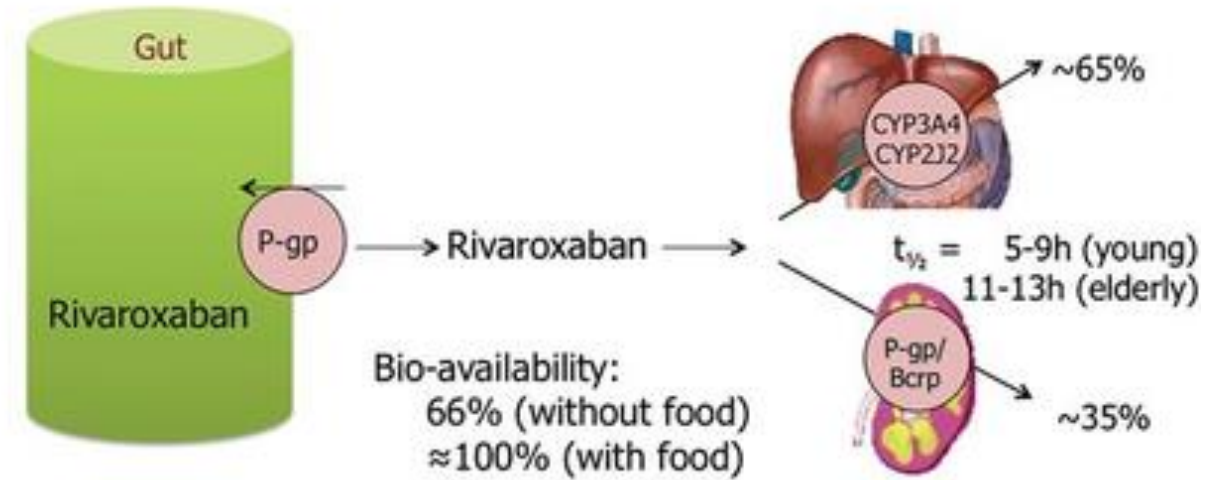 Gut
P-gp
Rivaroxaban
Rivaroxaban
Bio-availability:
66% (without food)
≈100% (with food)
CYP3A4
CYP2J2
~65%
t½ = 5-9h (young)
11-13h (elderly)
P-gp/
Bcrp
~35%